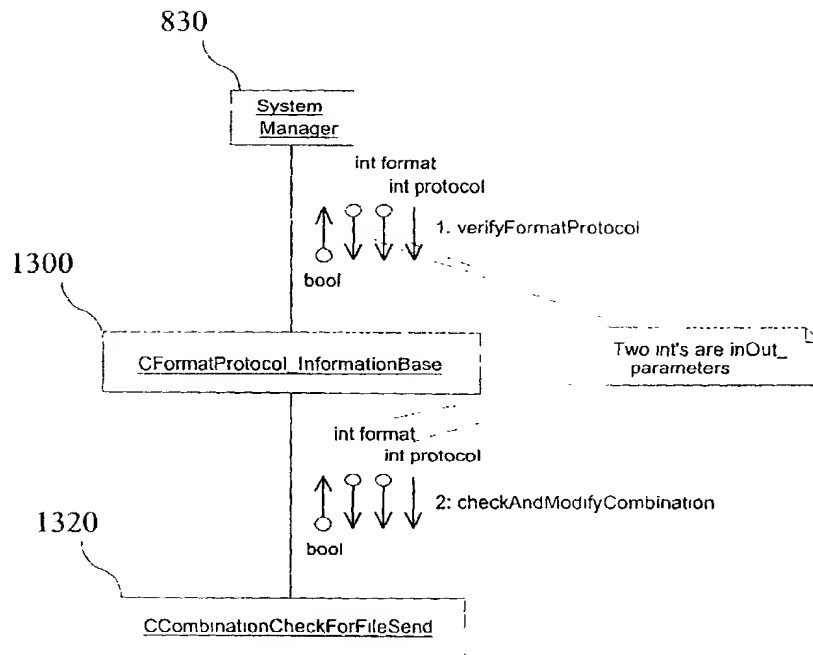 830
System
Manager
int format
int protocol
1. verifyFormatProtocol
bool
1300
CFormatProtocol_InformationBase
Two int's are inOut_
parameters
int format
int protocol
2: checkAndModifyCombination
bool
1320
CCombinationCheckForFileSend